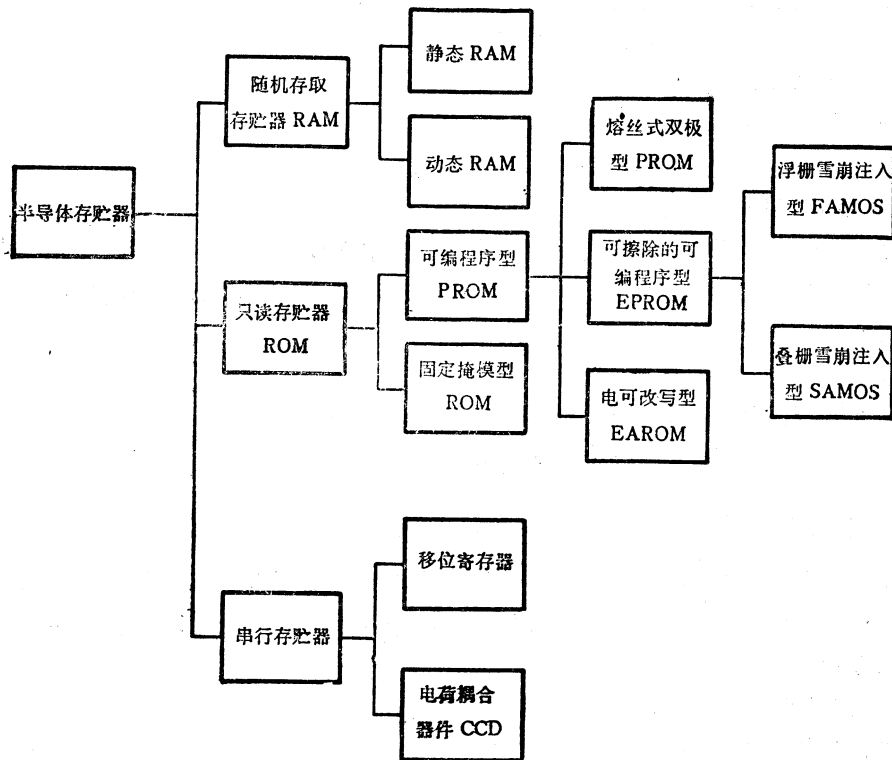 半导体存贮器
随机存取
存贮器 RAM
静态 RAM
动态 RAM
只读存贮器
ROM
可编程序型
PROM
固定掩模型
ROM
熔丝式双极
型 PROM
可擦除的可
编程序型
EPROM
电可改写型
EAROM
浮栅雪崩注入
型 FAMOS
叠栅雪崩注入
型 SAMOS
串行存贮器
移位寄存器
电荷耦合
器件 CCD